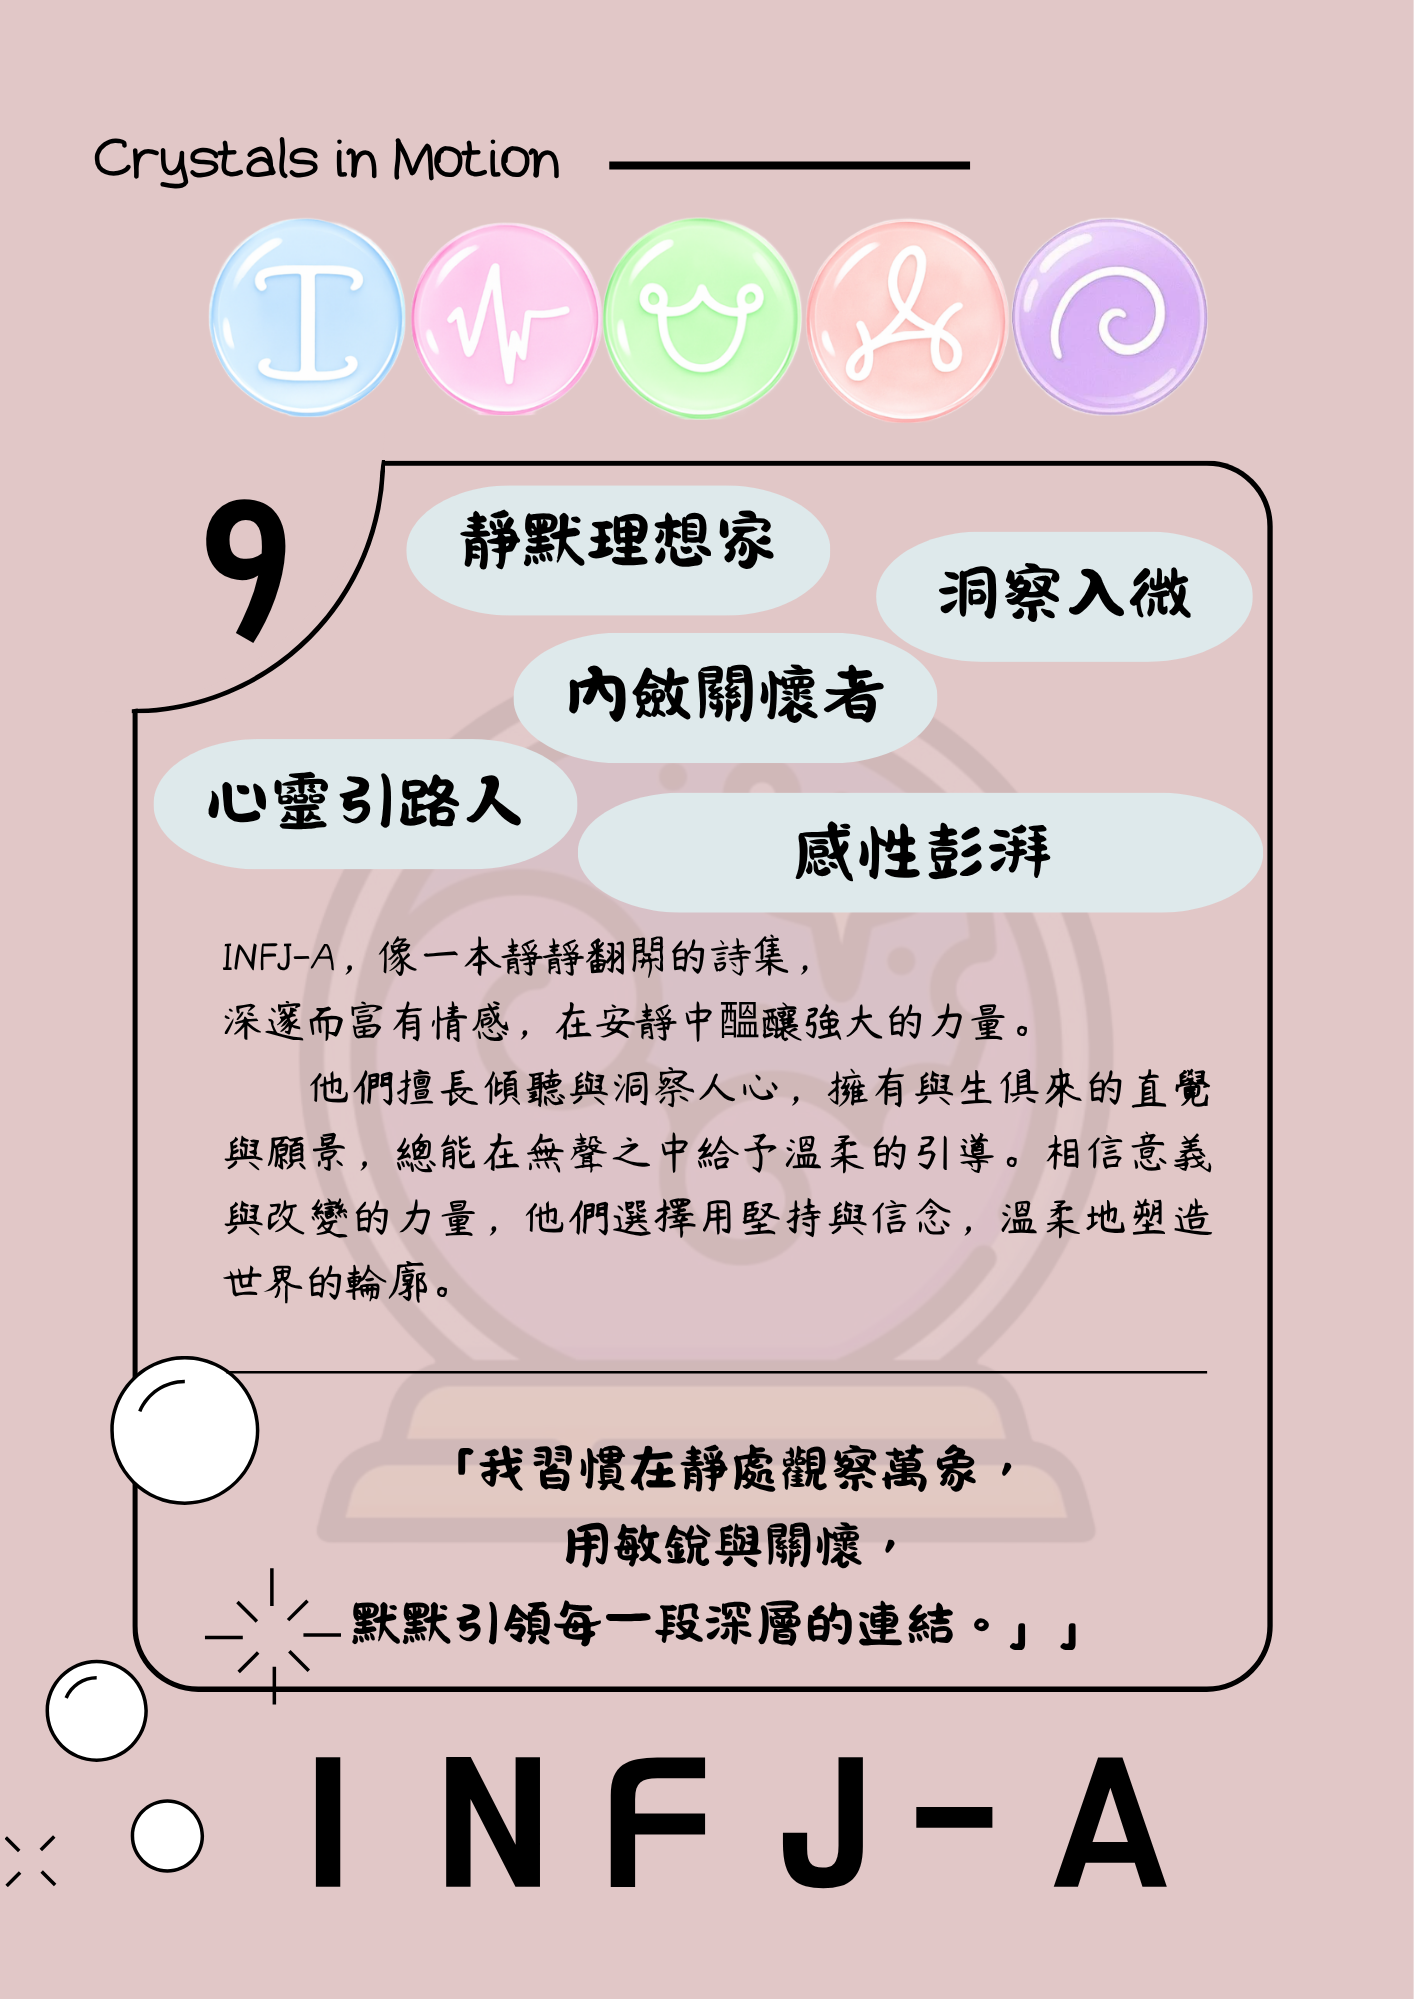 Crystals in Motion
9
靜默理想家
洞察入微
內斂關懷者
心靈引路人
感性彭湃
INFJ-A，像一本靜靜翻開的詩集，
深邃而富有情感，在安靜中醞釀強大的力量。
他們擅長傾聽與洞察人心，擁有與生俱來的直覺
與願景，總能在無聲之中給予溫柔的引導。相信意義
與改變的力量，他們選擇用堅持與信念，溫柔地塑造
世界的輪廓。
「我習慣在靜處觀察萬象，
用敏銳與關懷，
默默引領每一段深層的連結。」」
INFJ-A